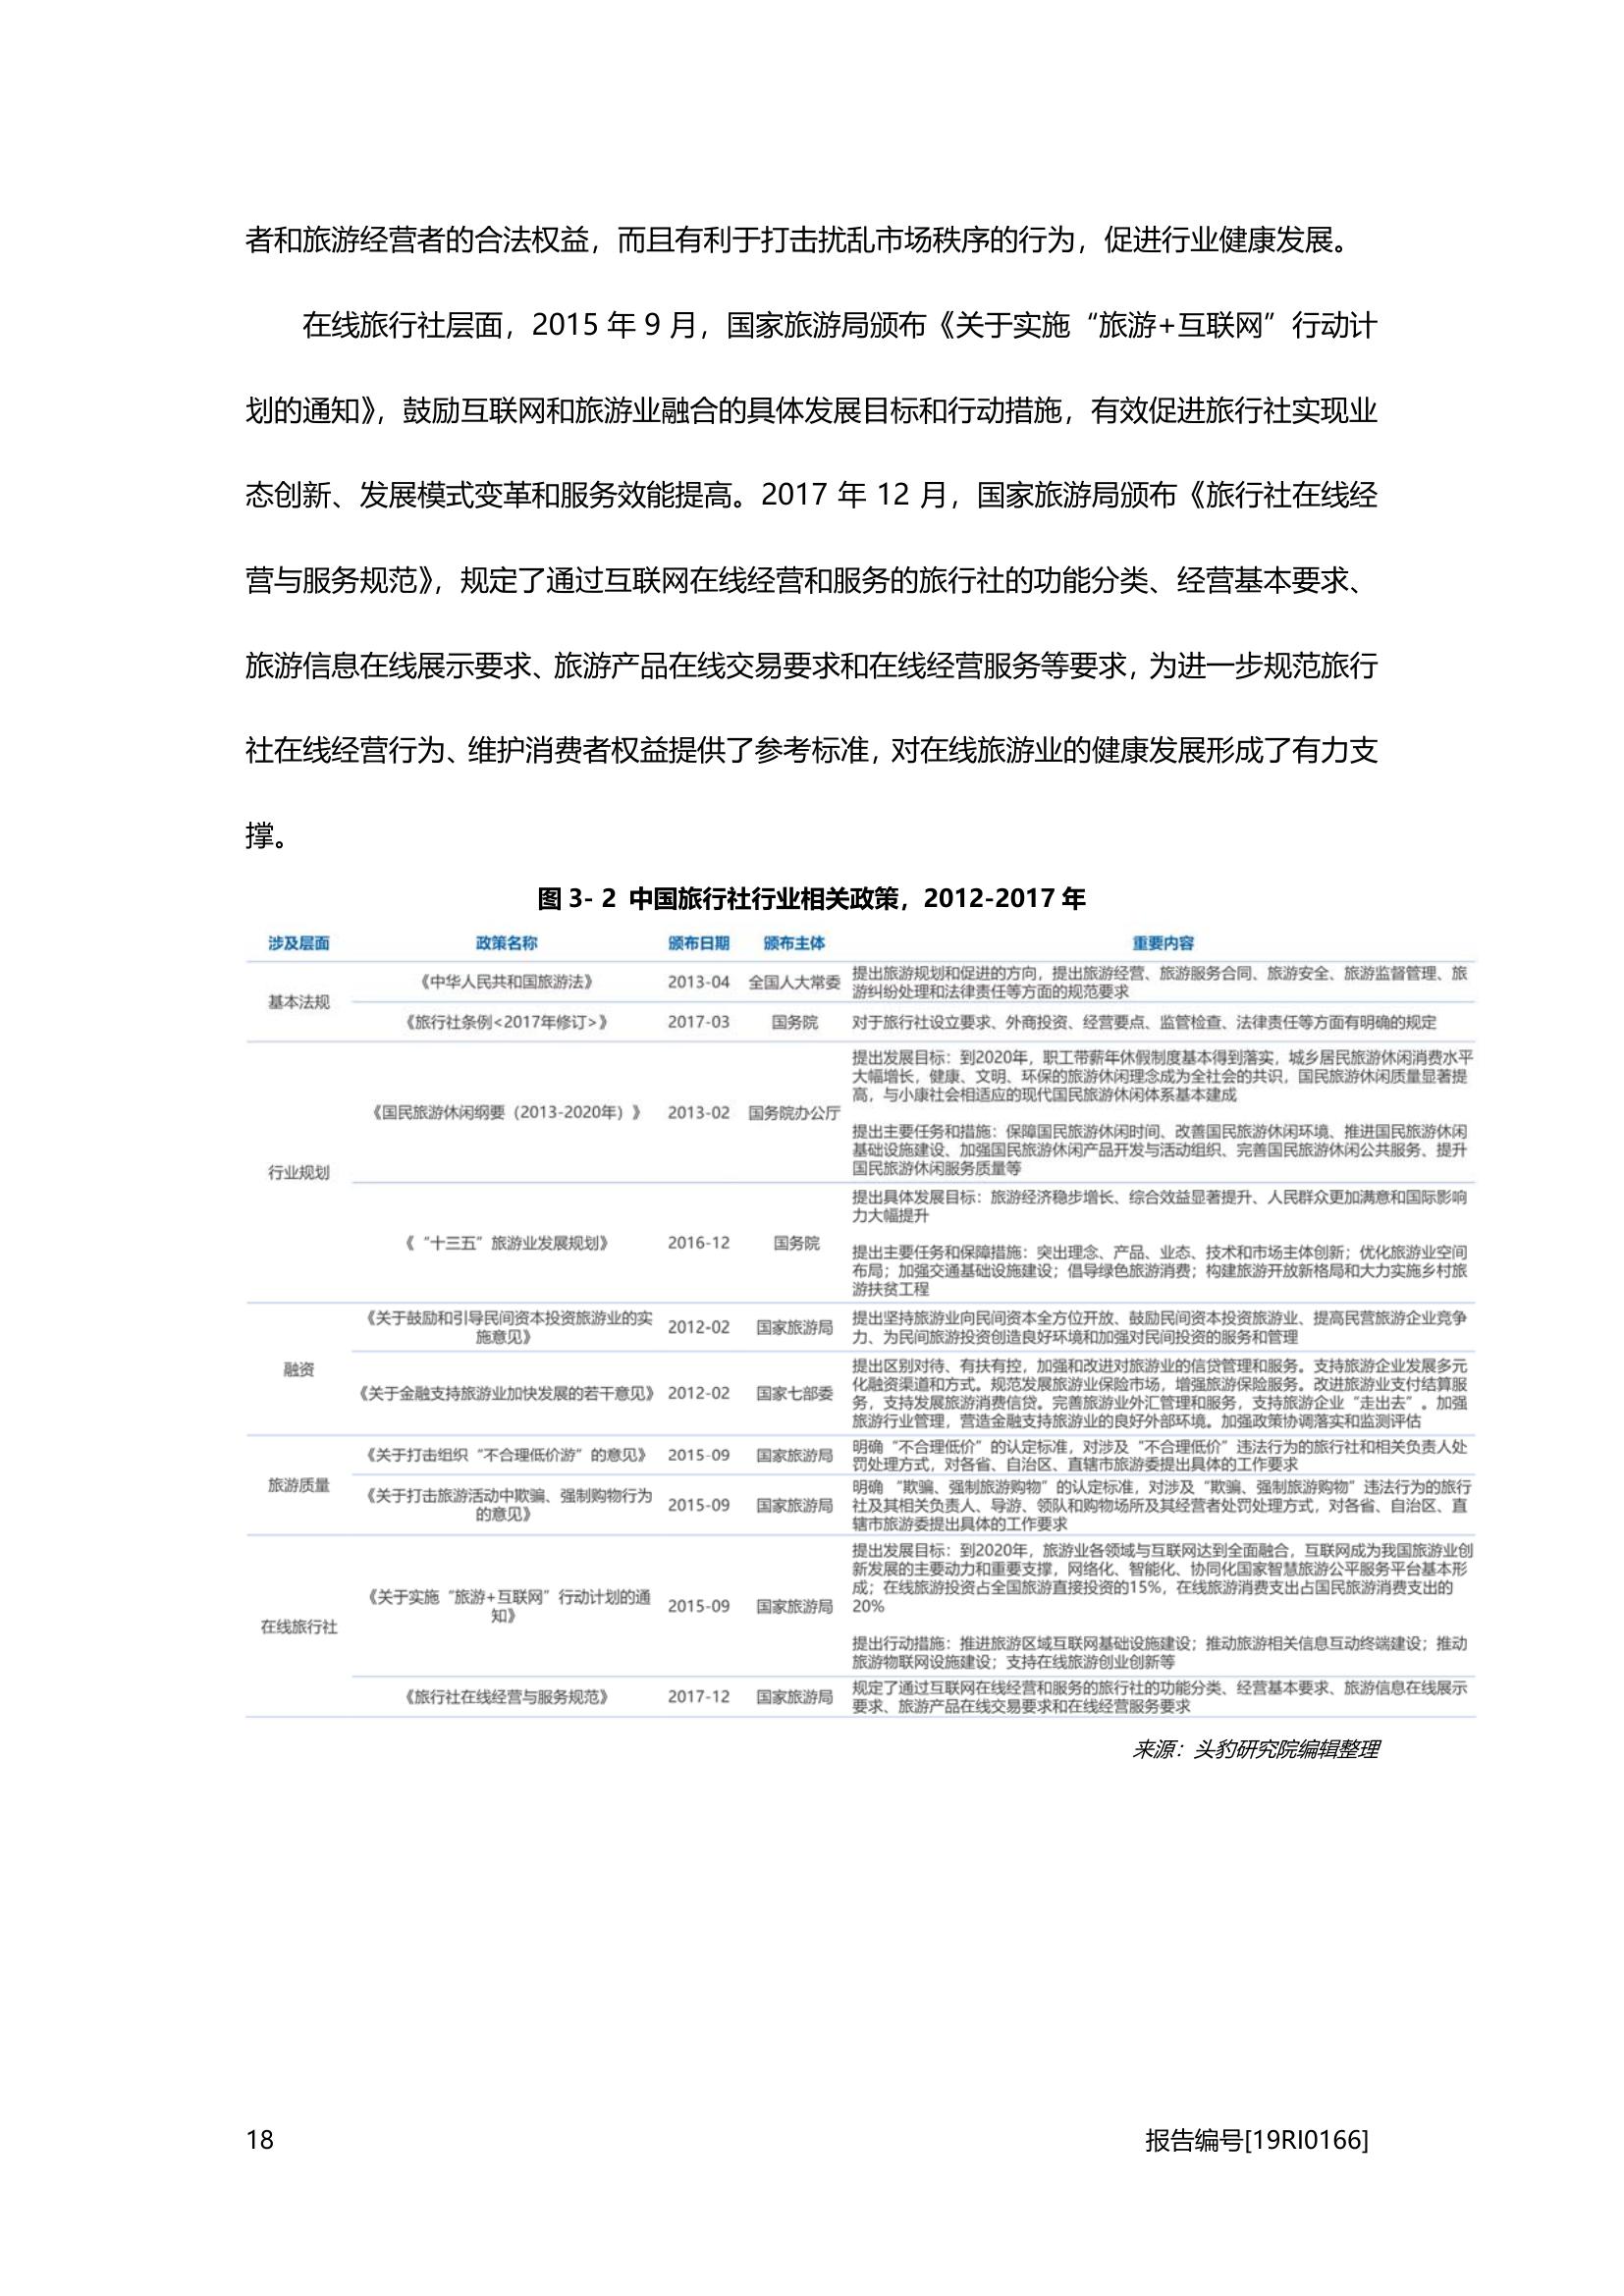 者和旅游经营者的合法权益，而且有利于打击扰乱市场秩序的行为，促进行业健康发展。
在线旅行社层面，2015 年 9 月，国家旅游局颁布《关于实施“旅游+互联网”行动计
划的通知》，鼓励互联网和旅游业融合的具体发展目标和行动措施，有效促进旅行社实现业
态创新、发展模式变革和服务效能提高。2017 年 12 月，国家旅游局颁布《旅行社在线经
营与服务规范》，规定了通过互联网在线经营和服务的旅行社的功能分类、经营基本要求、
旅游信息在线展示要求、旅游产品在线交易要求和在线经营服务等要求，为进一步规范旅行
社在线经营行为、维护消费者权益提供了参考标准，对在线旅游业的健康发展形成了有力支
撑。
图 3- 2 中国旅行社行业相关政策，2012-2017 年
涉及层面 政策名称 颁布日期 颁布主体 重要内容
基本法规
《中华人民共和国旅游法》 2013-04 全国人大常委
提出旅游规划和促进的方向，提出旅游经营、旅游服务合同、旅游安全、旅游监督管理、旅
游纠纷处理和法律责任等方面的规范要求
《旅行社条例<2017年修订>》 2017-03 国务院 对于旅行社设立要求、外商投资、经营要点、监管检查、法律责任等方面有明确的规定
行业规划
《国民旅游休闲纲要（2013-2020年）》 2013-02 国务院办公厅
提出发展目标：到2020年，职工带薪年休假制度基本得到落实，城乡居民旅游休闲消费水平
大幅增长，健康、文明、环保的旅游休闲理念成为全社会的共识，国民旅游休闲质量显著提
高，与小康社会相适应的现代国民旅游休闲体系基本建成
提出主要任务和措施：保障国民旅游休闲时间、改善国民旅游休闲环境、推进国民旅游休闲
基础设施建设、加强国民旅游休闲产品开发与活动组织、完善国民旅游休闲公共服务、提升
国民旅游休闲服务质量等
《“十三五”旅游业发展规划》 2016-12 国务院
提出具体发展目标：旅游经济稳步增长、综合效益显著提升、人民群众更加满意和国际影响
力大幅提升
提出主要任务和保障措施：突出理念、产品、业态、技术和市场主体创新；优化旅游业空间
布局；加强交通基础设施建设；倡导绿色旅游消费；构建旅游开放新格局和大力实施乡村旅
游扶贫工程
融资
《关于鼓励和引导民间资本投资旅游业的实
施意见》 2012-02 国家旅游局
提出坚持旅游业向民间资本全方位开放、鼓励民间资本投资旅游业、提高民营旅游企业竞争
力、为民间旅游投资创造良好环境和加强对民间投资的服务和管理
《关于金融支持旅游业加快发展的若干意见》 2012-02 国家七部委
提出区别对待、有扶有控，加强和改进对旅游业的信贷管理和服务。支持旅游企业发展多元
化融资渠道和方式。规范发展旅游业保险市场，增强旅游保险服务。改进旅游业支付结算服
务，支持发展旅游消费信贷。完善旅游业外汇管理和服务，支持旅游企业“走出去”。加强
旅游行业管理，营造金融支持旅游业的良好外部环境。加强政策协调落实和监测评估
旅游质量
《关于打击组织“不合理低价游”的意见》 2015-09 国家旅游局
明确“不合理低价”的认定标准，对涉及“不合理低价”违法行为的旅行社和相关负责人处
罚处理方式，对各省、自治区、直辖市旅游委提出具体的工作要求
《关于打击旅游活动中欺骗、强制购物行为
的意见》 2015-09 国家旅游局
明确 “欺骗、强制旅游购物”的认定标准，对涉及“欺骗、强制旅游购物”违法行为的旅行
社及其相关负责人、导游、领队和购物场所及其经营者处罚处理方式，对各省、自治区、直
辖市旅游委提出具体的工作要求
在线旅行社
《关于实施“旅游+互联网”行动计划的通
知》 2015-09 国家旅游局
提出发展目标：到2020年，旅游业各领域与互联网达到全面融合，互联网成为我国旅游业创
新发展的主要动力和重要支撑，网络化、智能化、协同化国家智慧旅游公平服务平台基本形
成；在线旅游投资占全国旅游直接投资的15%，在线旅游消费支出占国民旅游消费支出的
20%
提出行动措施：推进旅游区域互联网基础设施建设；推动旅游相关信息互动终端建设；推动
旅游物联网设施建设；支持在线旅游创业创新等
《旅行社在线经营与服务规范》 2017-12 国家旅游局
规定了通过互联网在线经营和服务的旅行社的功能分类、经营基本要求、旅游信息在线展示
要求、旅游产品在线交易要求和在线经营服务要求
来源：头豹研究院编辑整理
18 报告编号[19RI0166]